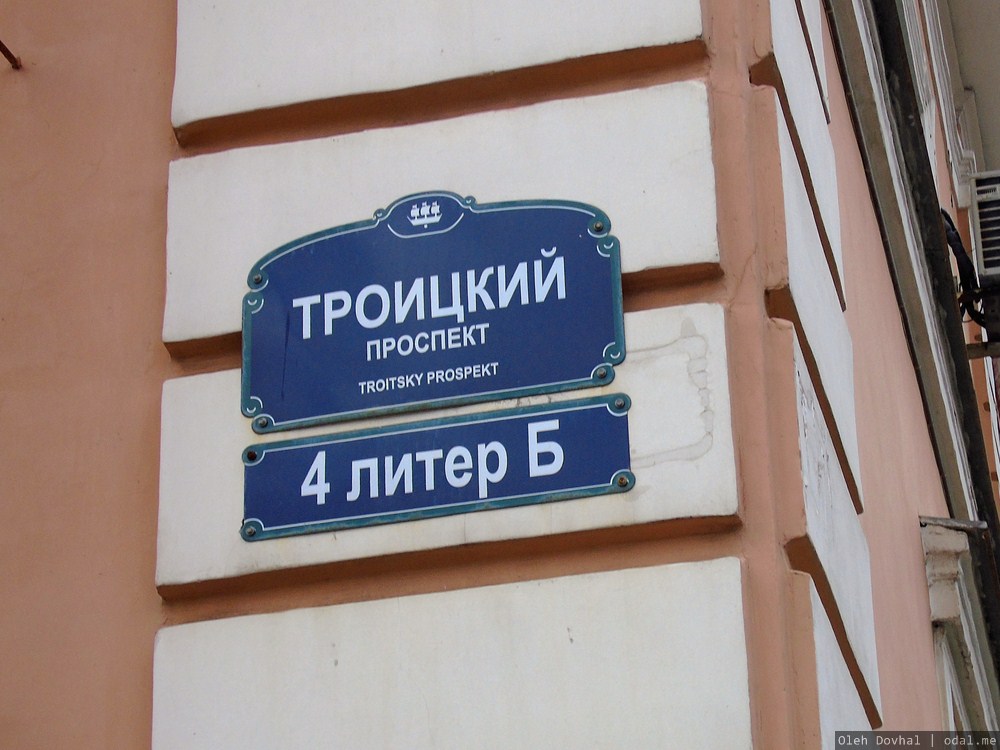 ТРОИЦКИЙ
ПРОСПЕКТ
TROITSKY PROSPEKT
4 литер Б
Oleh Dovhal | odal.me